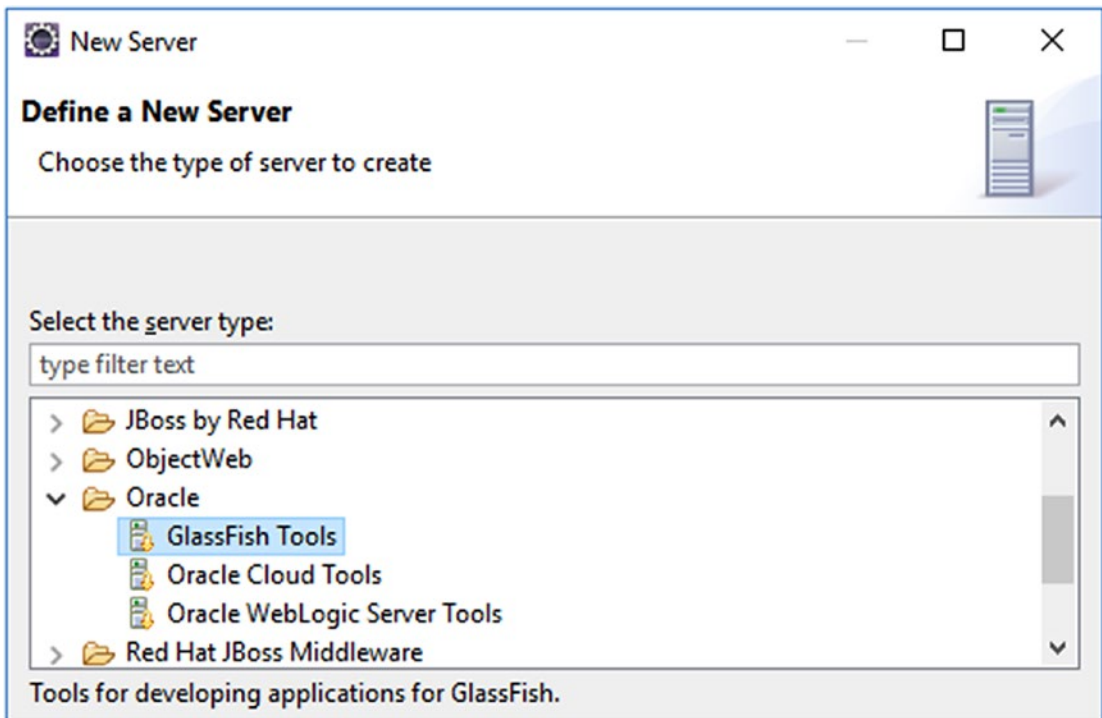 New Server
Define a New Server
Choose the type of server to create
Select the server type:
type filter text
JBoss by Red Hat
ObjectWeb
Oracle
GlassFish Tools
Oracle Cloud Tools
Oracle WebLogic Server Tools
Red Hat JBoss Middleware
Tools for developing applications for GlassFish.